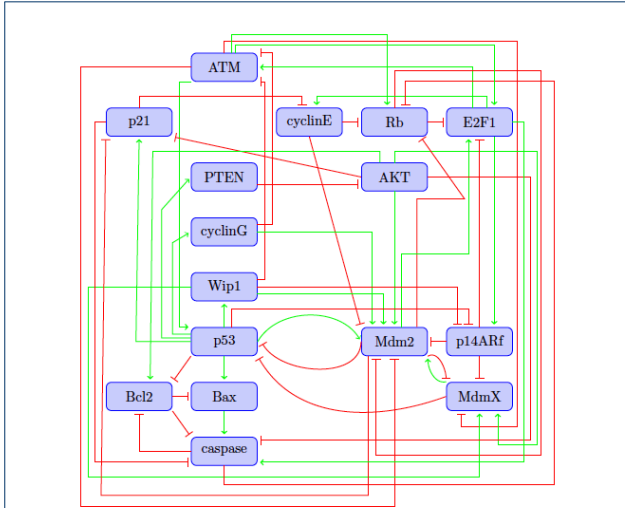 ATM
p21
cyclinE
Rb
E2F1
PTEN
AKT
cyclinG
Wip1
p53
Mdm2
p14ARf
Bcl2
Bax
MdmX
caspase